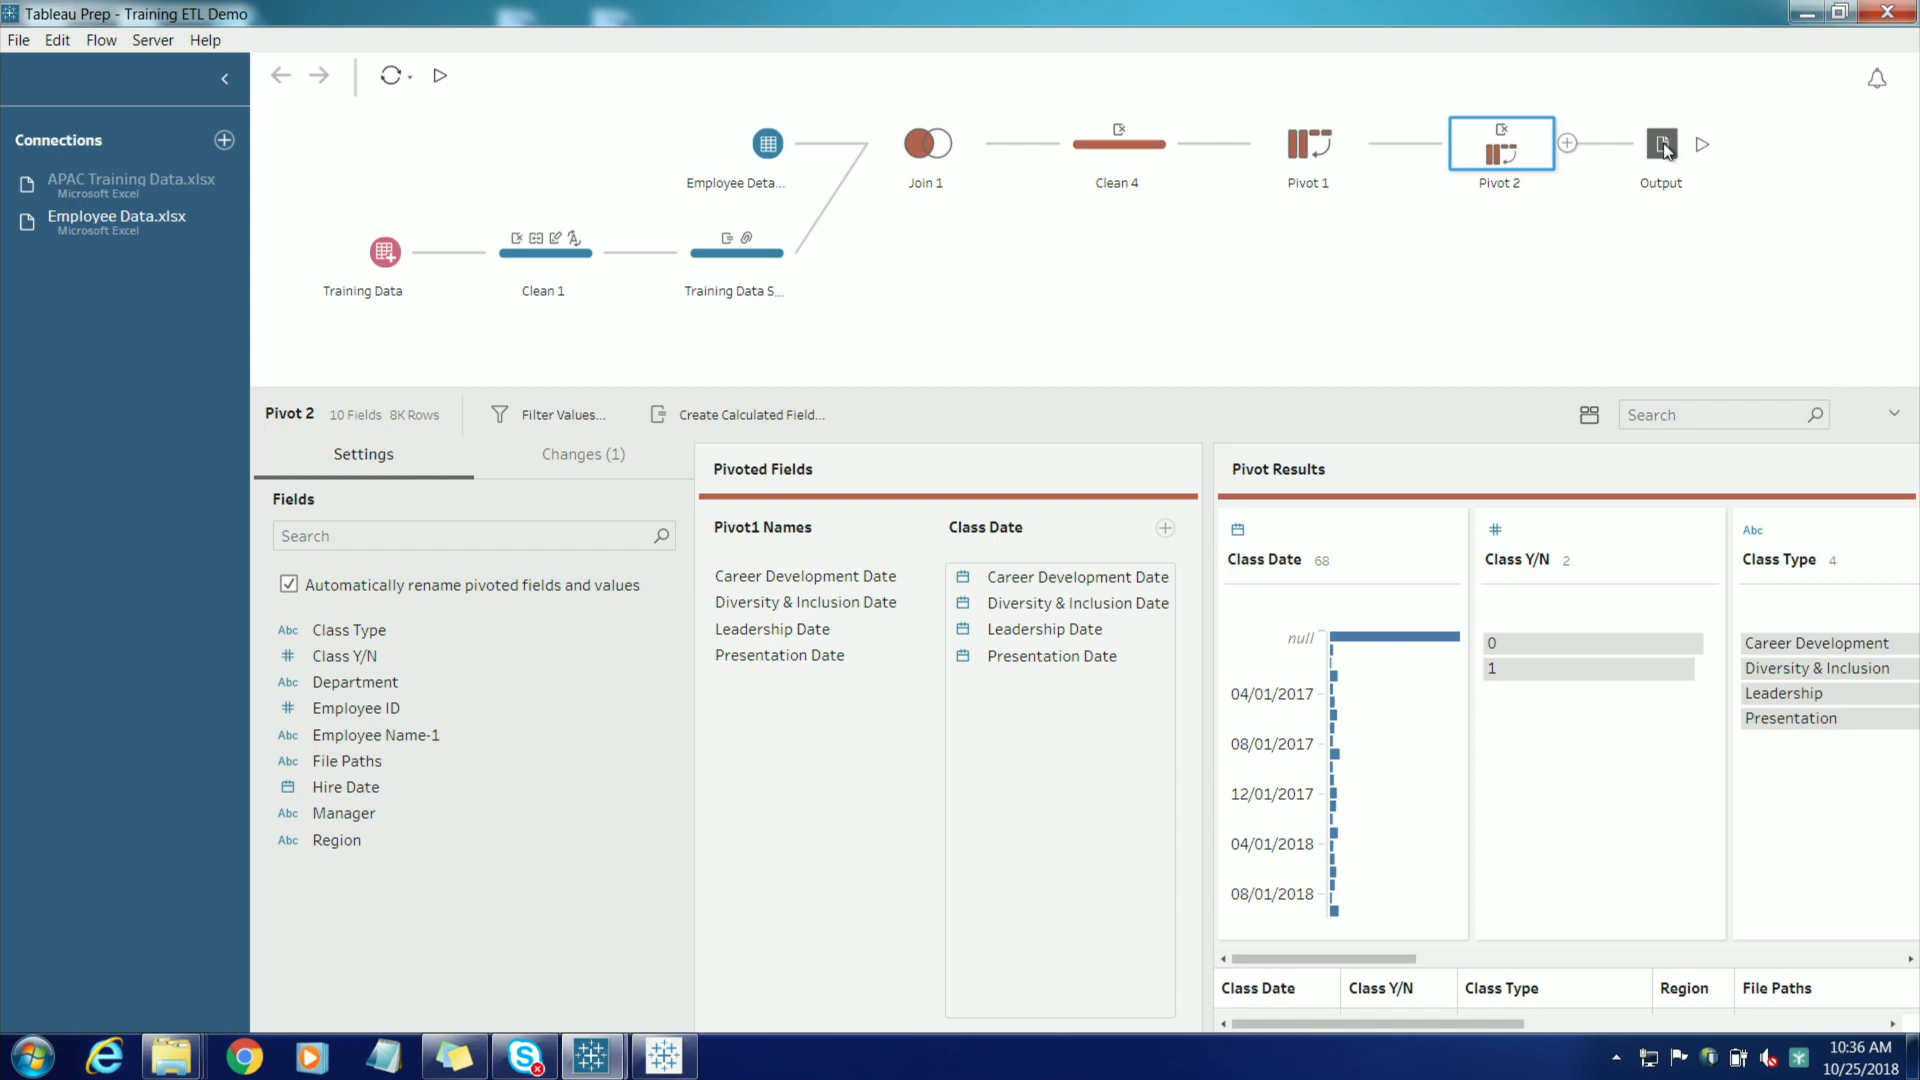 Tableau Prep - Training ETL Demo
File Edit Flow Server Help
Connections
APAC Training Data.xlsx
Microsoft Excel
Employee Data.xlsx
Microsoft Excel
Employee Deta...
Join 1
Clean 4
Pivot 1
Pivot 2
Output
Training Data
Clean 1
Training Data S...
Pivot 2 10 Fields 8K Rows
Filter Values...
Create Calculated Field...
Search
Settings
Changes (1)
Fields
Search
Automatically rename pivoted fields and values
Abc Class Type
# Class Y/N
Abc Department
# Employee ID
Abc Employee Name-1
Abc File Paths
Hire Date
Abc Manager
Abc Region
Pivoted Fields
Pivot1 Names Class Date
Career Development Date Career Development Date
Diversity & Inclusion Date Diversity & Inclusion Date
Leadership Date Leadership Date
Presentation Date Presentation Date
Pivot Results
Class Date 68
null
04/01/2017
08/01/2017
12/01/2017
04/01/2018
08/01/2018
#
Class Y/N 2
0
1
Abc
Class Type 4
Career Development
Diversity & Inclusion
Leadership
Presentation
Class Date Class Y/N Class Type Region File Paths
10:36 AM
10/25/2018